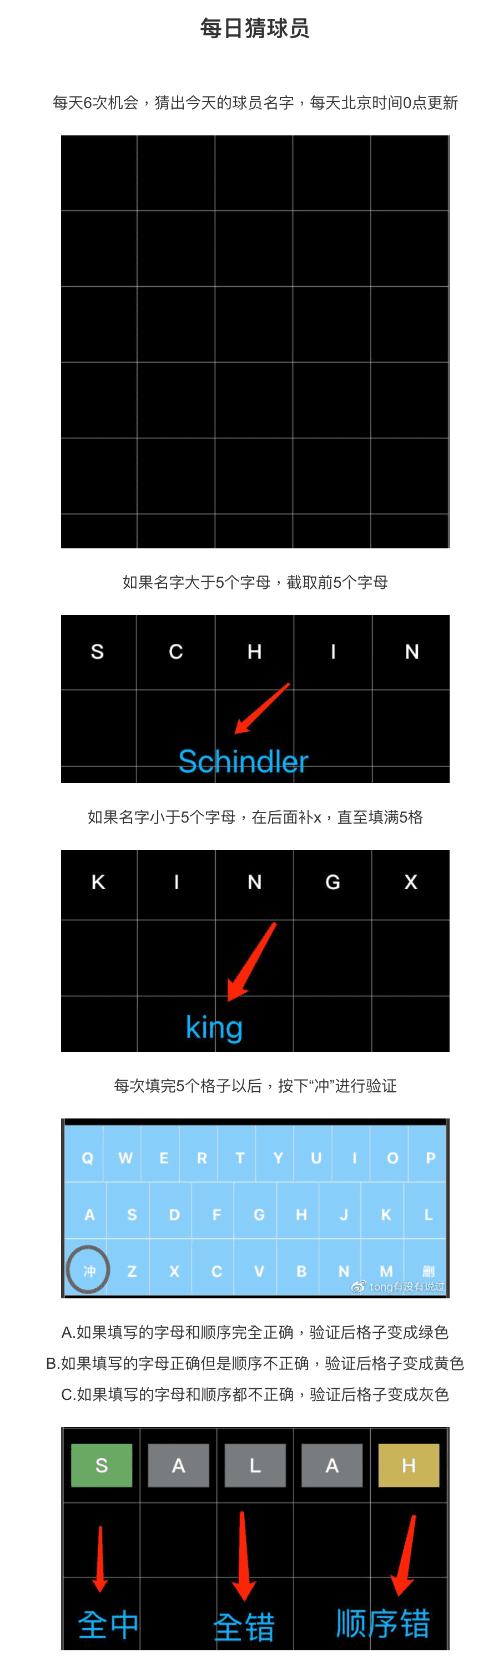 每日猜球员
每天6次机会，猜出今天的球员名字，每天北京时间0点更新
如果名字大于5个字母，截取前5个字母
S C H I N
Schindler
如果名字小于5个字母，在后面补x，直至填满5格
K I N G X
king
每次填完5个格子以后，按下“冲”进行验证
Q W E R T Y U I O P
A S D F G H J K L
冲 Z X C V B N M 删
tong有没有说过
A.如果填写的字母和顺序完全正确，验证后格子变成绿色
B.如果填写的字母正确但是顺序不正确，验证后格子变成黄色
C.如果填写的字母和顺序都不正确，验证后格子变成灰色
S A L A H
全中 全错 顺序错